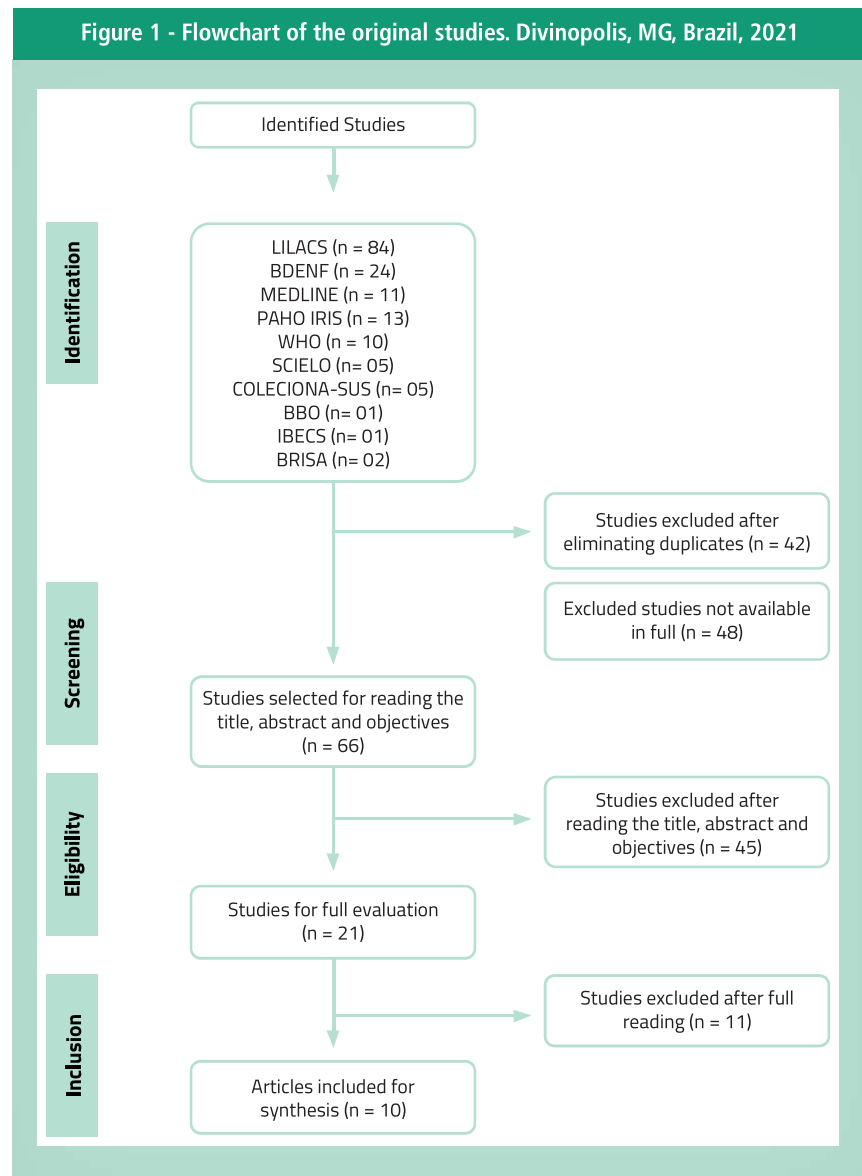 Figure 1 - Flowchart of the original studies. Divinopolis, MG, Brazil, 2021
Identified Studies
Identification
LILACS (n = 84)
BDENF (n = 24)
MEDLINE (n = 11)
PAHO IRIS (n = 13)
WHO (n = 10)
SCIELO (n= 05)
COLECIONA-SUS (n= 05)
BBO (n= 01)
IBECS (n= 01)
BRISA (n= 02)
Studies excluded after
eliminating duplicates (n = 42)
Screening
Excluded studies not available
in full (n = 48)
Studies selected for reading the
title, abstract and objectives
(n = 66)
Eligibility
Studies excluded after
reading the title, abstract and
objectives (n = 45)
Studies for full evaluation
(n = 21)
Inclusion
Studies excluded after full
reading (n = 11)
Articles included for
synthesis (n = 10)